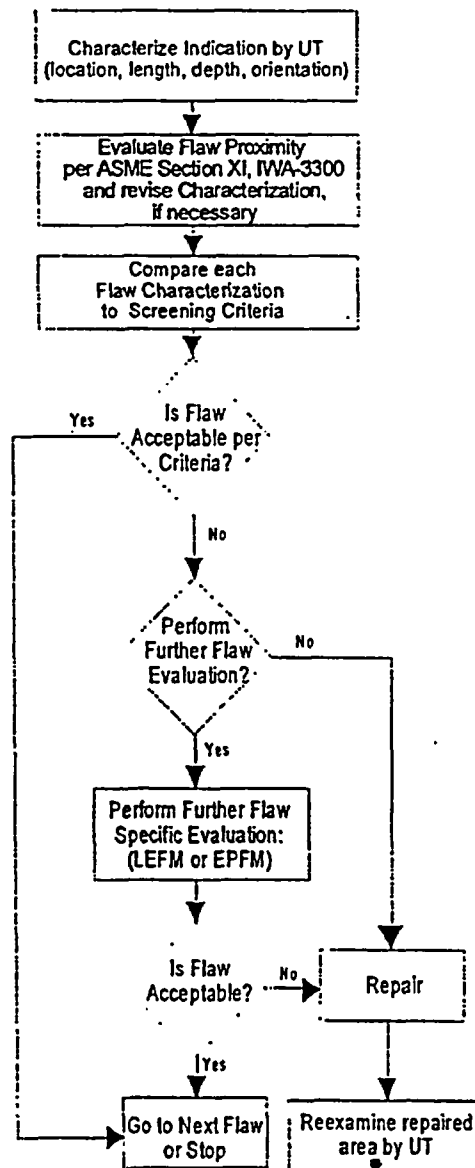 Characterize Indication by UT
(location, length, depth, orientation)
Evaluate Flaw Proximity
per ASME Section XI, IWA-3300
and revise Characterization,
if necessary
Compare each
Flaw Characterization
to Screening Criteria
Is Flaw
Acceptable per
Criteria?
Yes
No
Perform
Further Flaw
Evaluation?
No
Yes
Perform Further Flaw
Specific Evaluation:
(LEFM or EPFM)
Is Flaw
Acceptable?
No
Repair
Yes
Go to Next Flaw
or Stop
Reexamine repaired
area by UT